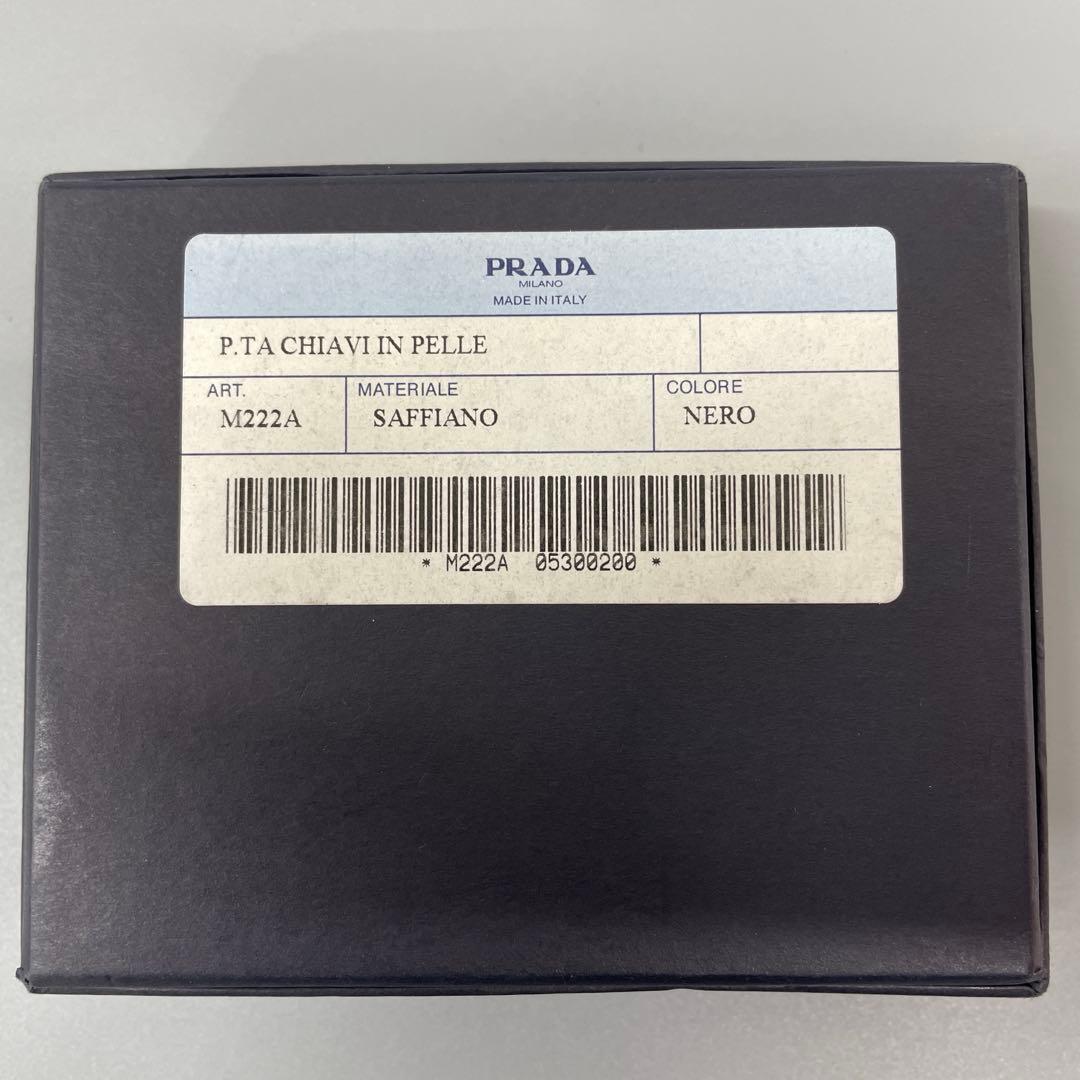 PRADA
MILANO
MADE IN ITALY
P.TA CHIAVI IN PELLE
ART. MATERIALE COLORE
M222A SAFFIANO NERO
* M222A 05300200 *